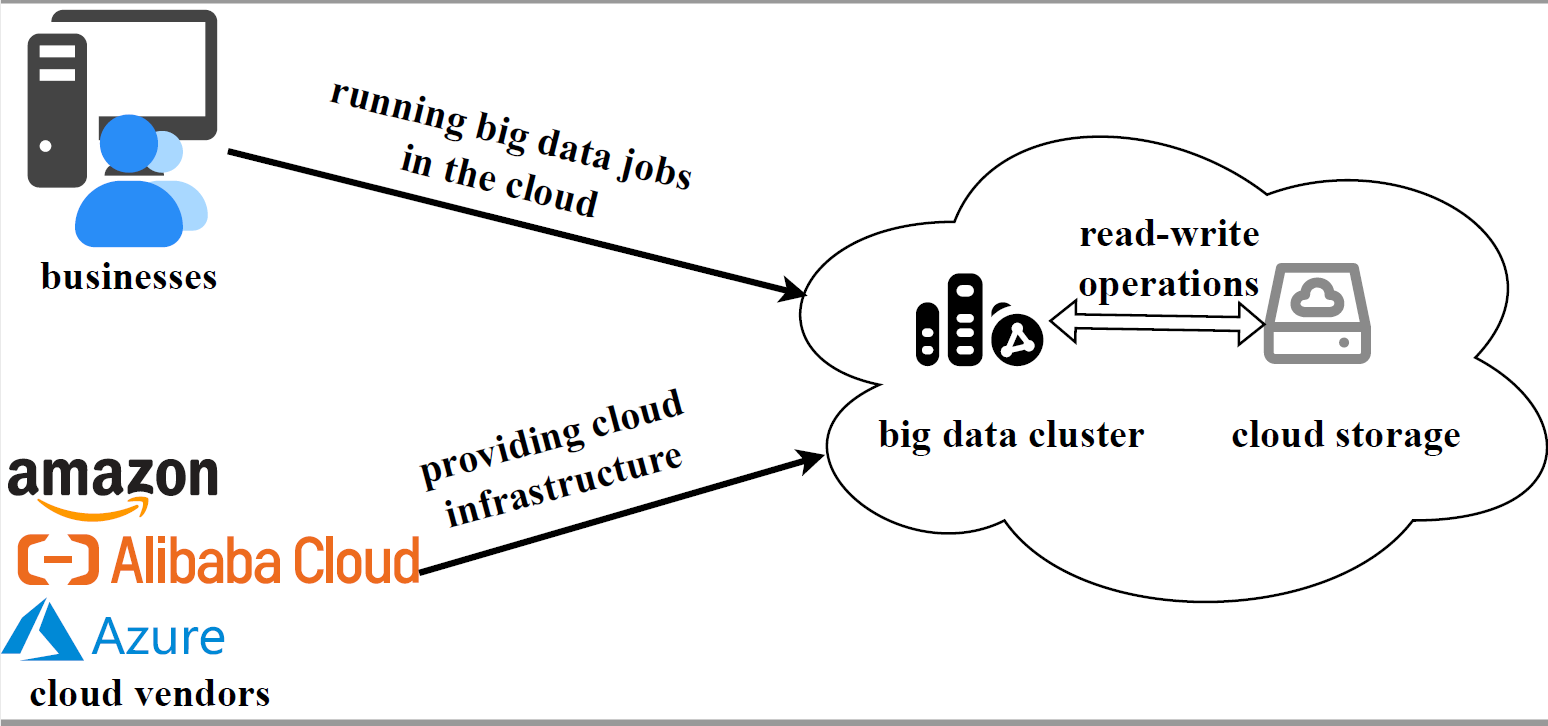 running big data jobs
in the cloud
businesses
read-write
operations
big data cluster
cloud storage
providing cloud
infrastructure
amazon
Alibaba Cloud
Azure
cloud vendors